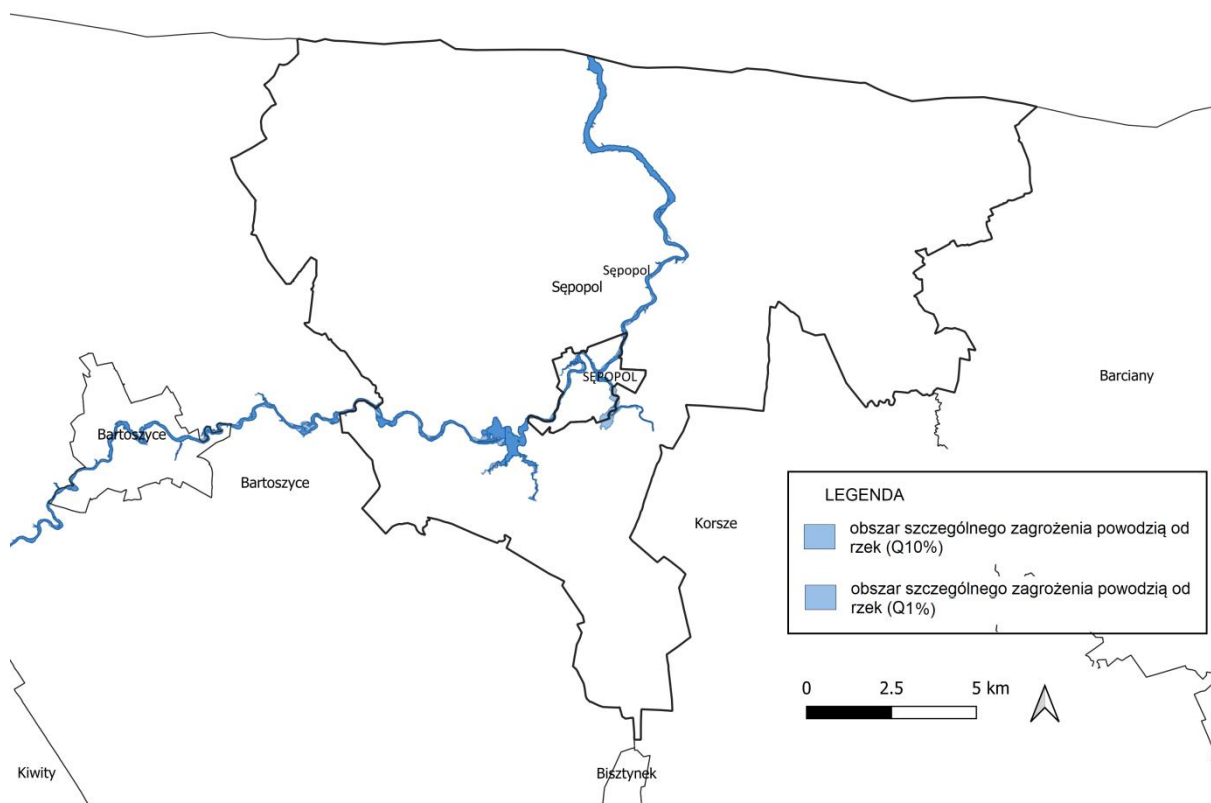 Sępopol
Sępopol
SĘPOPOL
Barciany
Bartoszyce
Bartoszyce
Korsze
LEGENDA
obszar szczególnego zagrożenia powodzią od
rzek (Q10%)
obszar szczególnego zagrożenia powodzią od
rzek (Q1%)
0 2.5 5 km
Kiwity
Bisztynek